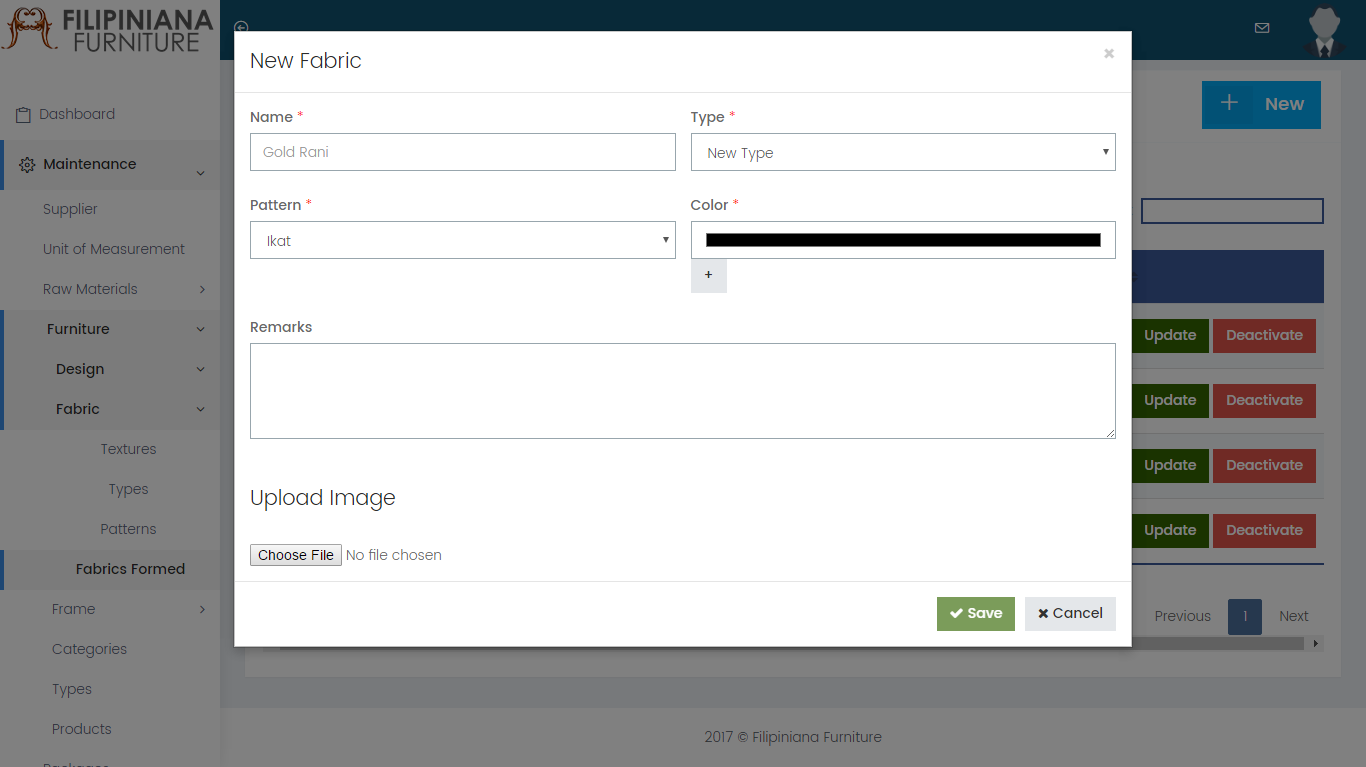 FILIPINIANA
FURNITURE
Dashboard
Maintenance
Supplier
Unit of Measurement
Raw Materials
Furniture
Design
Fabric
Textures
Types
Patterns
Fabrics Formed
Frame
Categories
Types
Products
New Fabric
×
Name *
Type *
Gold Rani
New Type
Pattern *
Color *
Ikat
+
Remarks
Upload Image
Choose File No file chosen
Save
Cancel
+ New
Update Deactivate
Update Deactivate
Update Deactivate
Update Deactivate
Previous 1 Next
2017 © Filipiniana Furniture